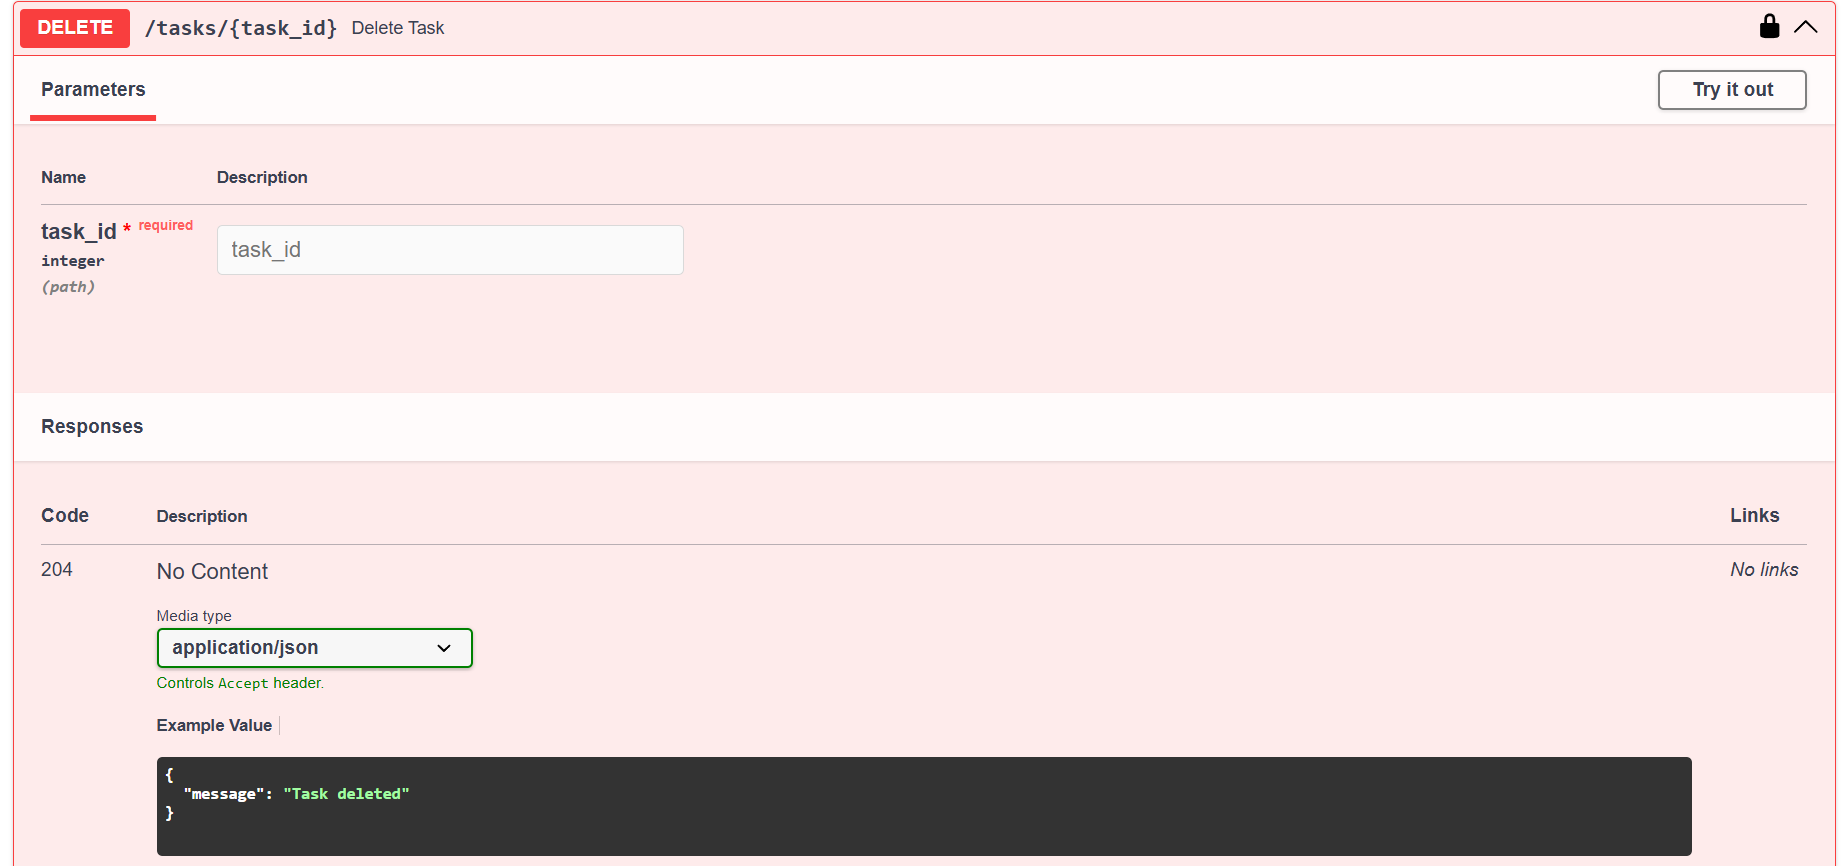 DELETE /tasks/{task_id} Delete Task
Parameters
Try it out
Name Description
task_id * required
integer
(path)
task_id
Responses
Code Description Links
204 No Content No links
Media type
application/json
Controls Accept header.
Example Value
{
"message": "Task deleted"
}